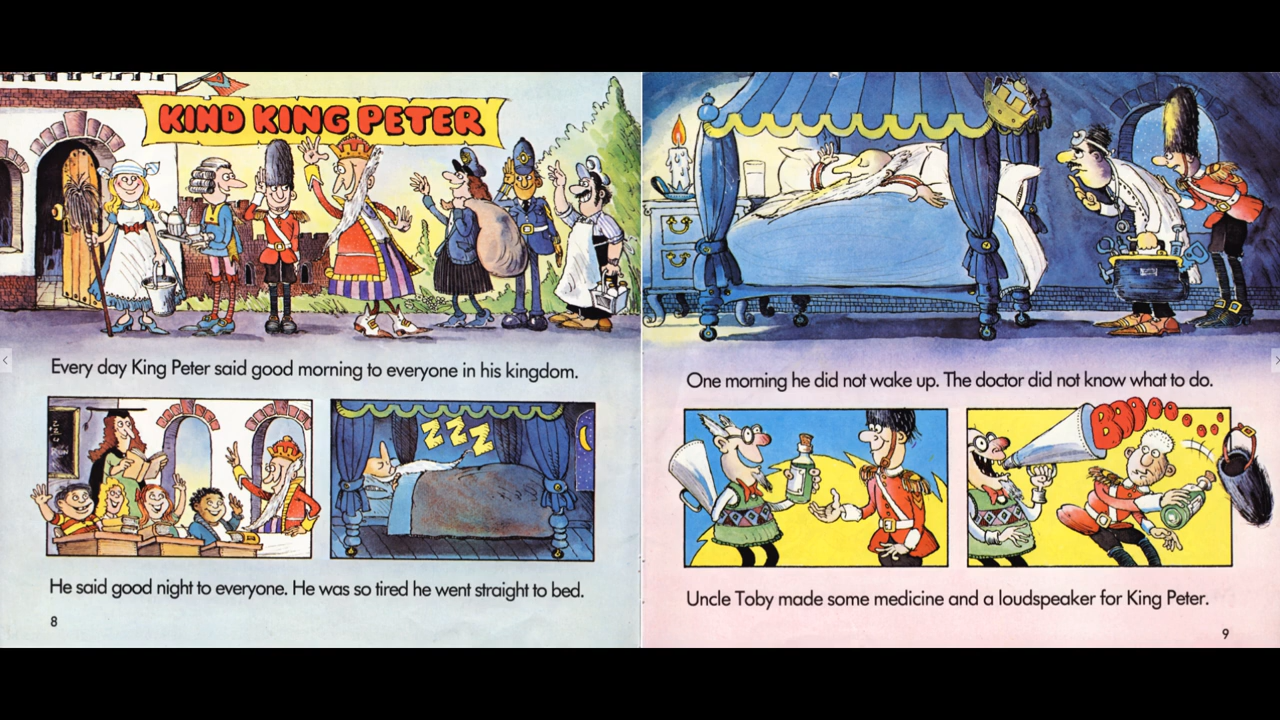 KIND KING PETER
Every day King Peter said good morning to everyone in his kingdom.
ZZZ
He said good night to everyone. He was so tired he went straight to bed.
8
One morning he did not wake up. The doctor did not know what to do.
BOOooo
Uncle Toby made some medicine and a loudspeaker for King Peter.
9